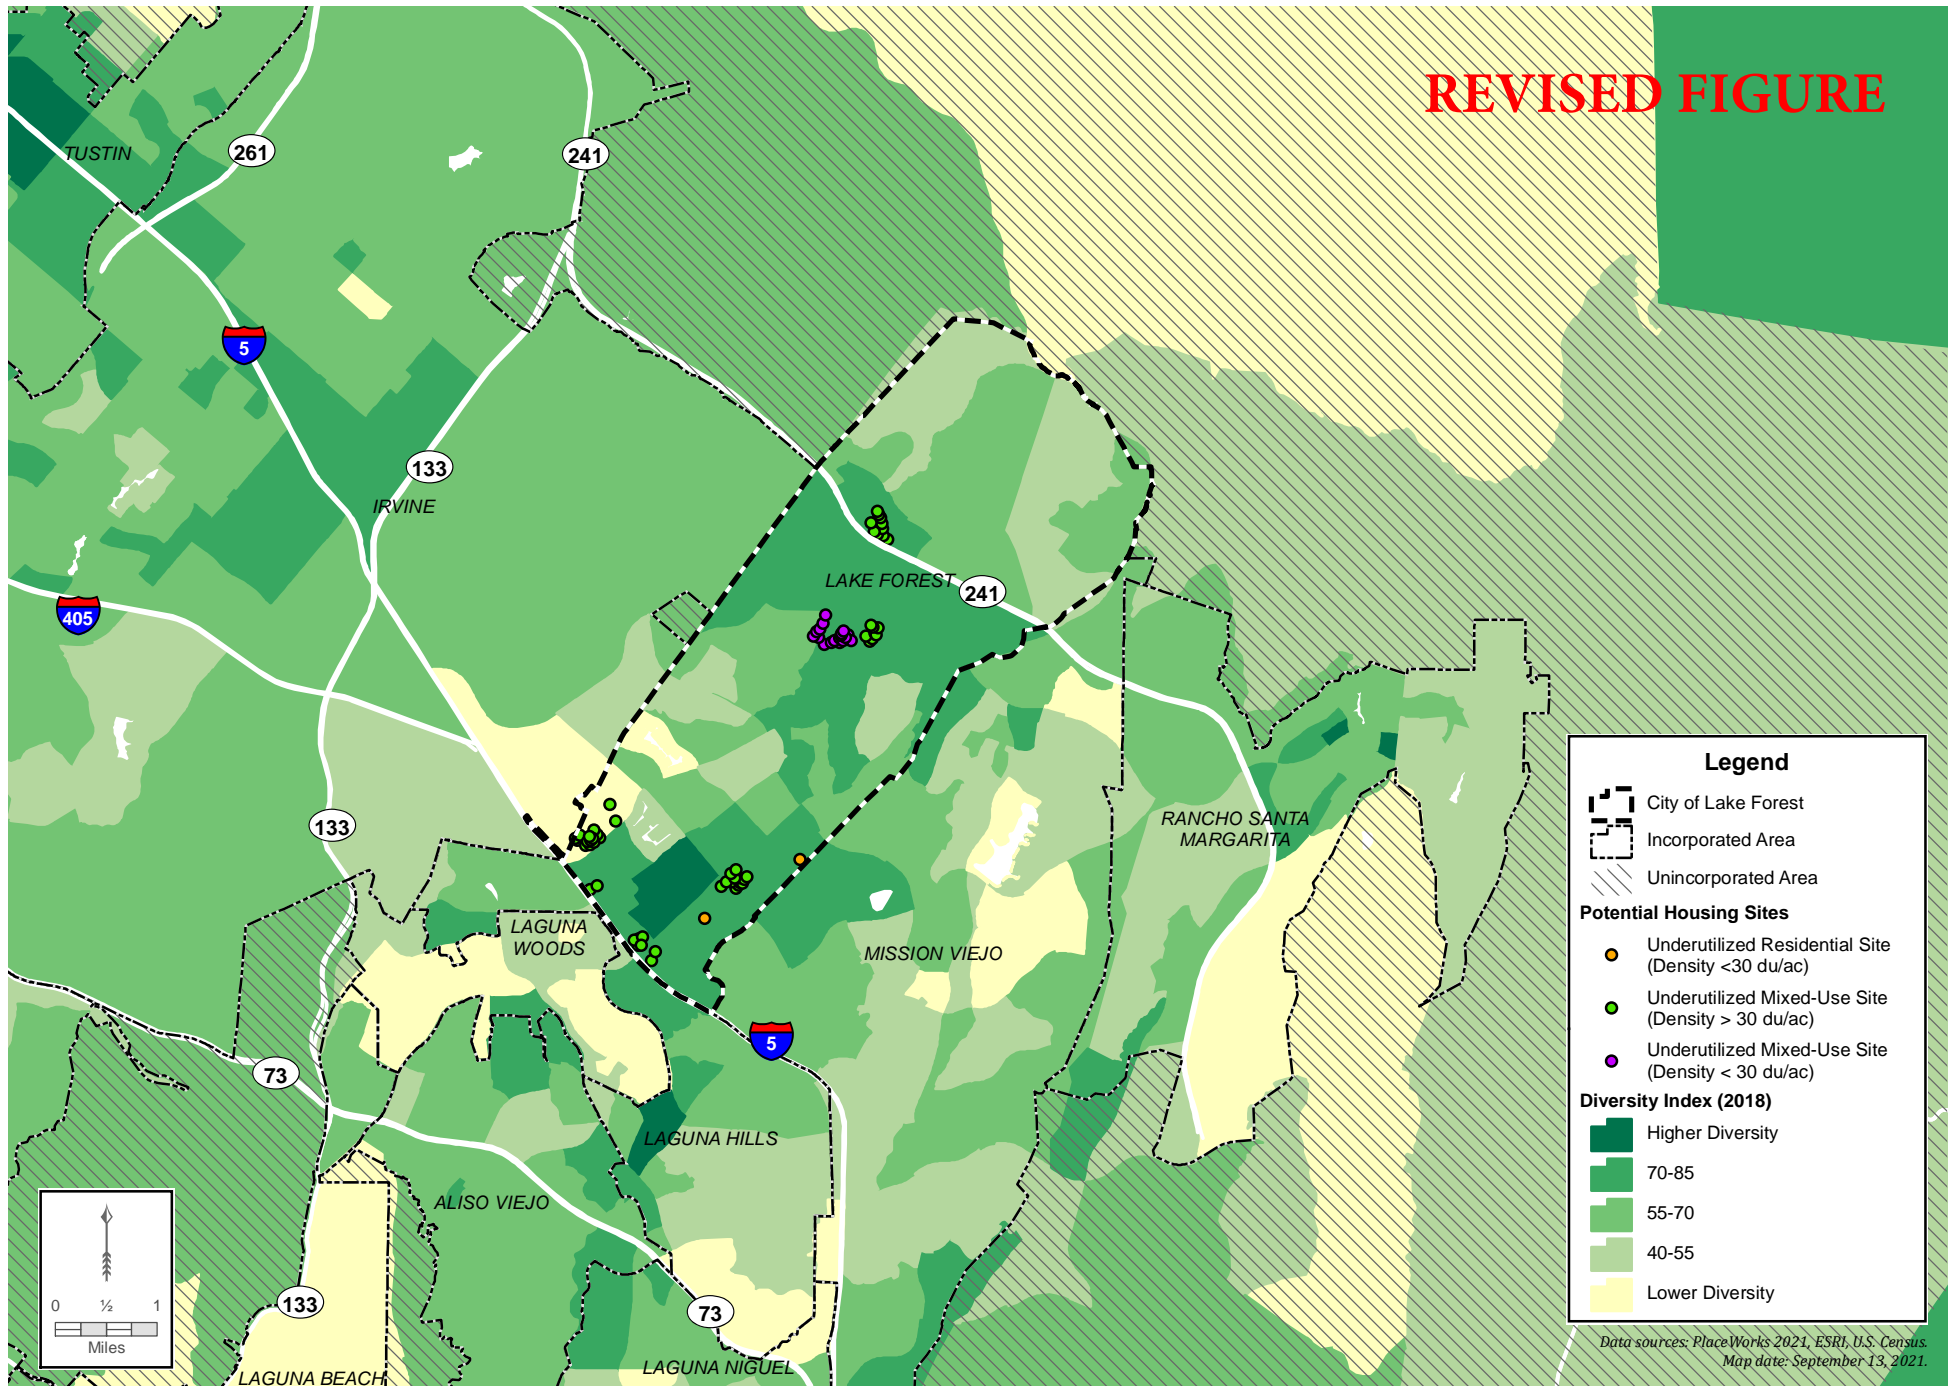 REVISED FIGURE
TUSTIN
261
241
5
133
IRVINE
405
LAKE FOREST
241
133
RANCHO SANTA
MARGARITA
LAGUNA
WOODS
MISSION VIEJO
5
73
LAGUNA HILLS
ALISO VIEJO
133
73
LAGUNA NIGUEL
LAGUNA BEACH
0 ½ 1
Miles
Legend
City of Lake Forest
Incorporated Area
Unincorporated Area
Potential Housing Sites
Underutilized Residential Site
(Density <30 du/ac)
Underutilized Mixed-Use Site
(Density > 30 du/ac)
Underutilized Mixed-Use Site
(Density < 30 du/ac)
Diversity Index (2018)
Higher Diversity
70-85
55-70
40-55
Lower Diversity
Data sources: PlaceWorks 2021, ESRI, U.S. Census.
Map date: September 13, 2021.